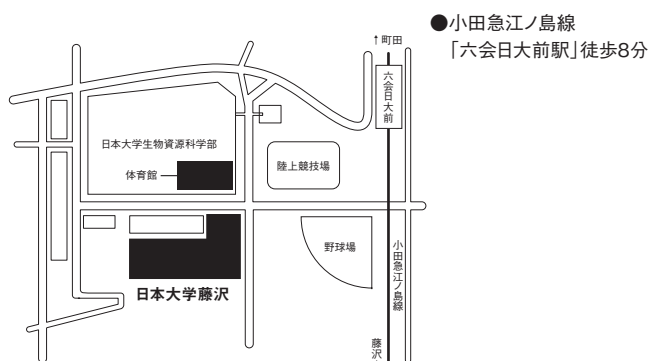 ●小田急江ノ島線
「六会日大前駅」徒歩8分
↑町田
六会日大前
日本大学生物資源科学部
体育館
陸上競技場
野球場
小田急江ノ島線
日本大学藤沢
藤沢